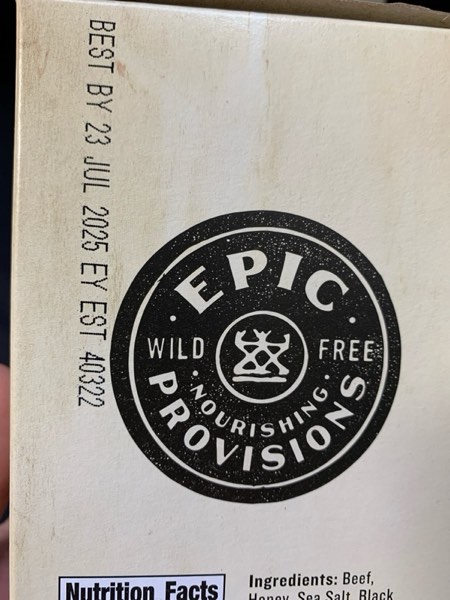 BEST BY 23 JUL 2025 EY EST 40322
EPIC
WILD FREE
NOURISHING
PROVISIONS
Nutrition Facts
Ingredients: Beef,
Honey, Sea Salt, Black